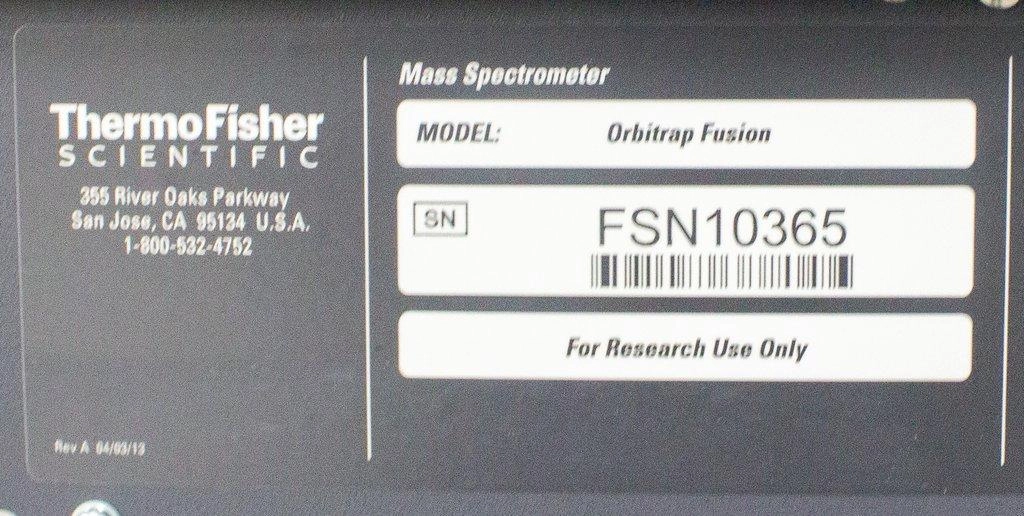 ThermoFisher
SCIENTIFIC
355 River Oaks Parkway
San Jose, CA 95134 U.S.A.
1-800-532-4752
Rev A 04/03/13
Mass Spectrometer
MODEL: Orbitrap Fusion
SN FSN10365
For Research Use Only